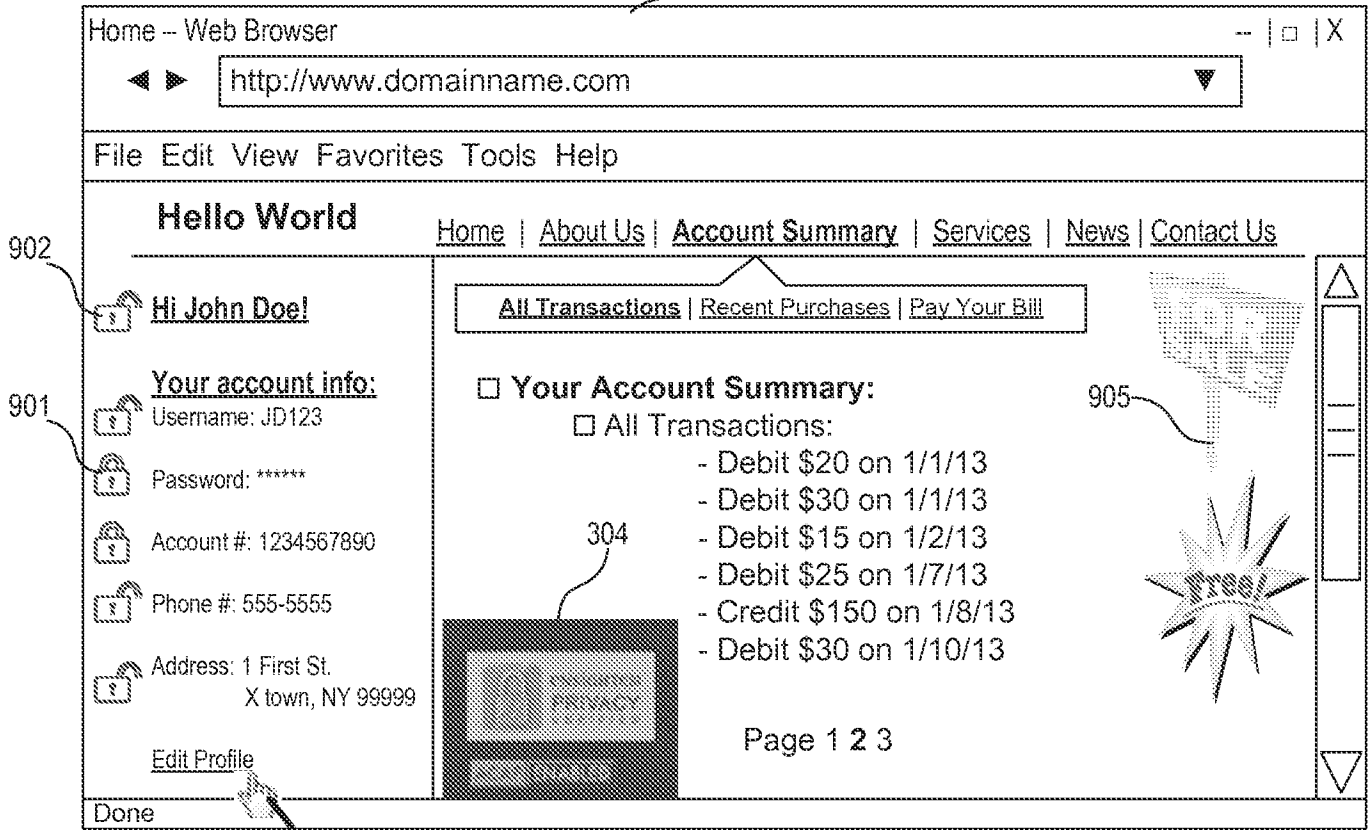 Home -- Web Browser -- | □ | X
http://www.domainname.com
File Edit View Favorites Tools Help
Hello World
Home | About Us | Account Summary | Services | News | Contact Us
902
Hi John Doe!
All Transactions | Recent Purchases | Pay Your Bill
Your account info:
901
Username: JD123
Password: ******
Account #: 1234567890
Phone #: 555-5555
Address: 1 First St.
X town, NY 99999
Edit Profile
□ Your Account Summary:
□ All Transactions:
- Debit $20 on 1/1/13
- Debit $30 on 1/1/13
- Debit $15 on 1/2/13
- Debit $25 on 1/7/13
- Credit $150 on 1/8/13
- Debit $30 on 1/10/13
905
304
PRIVACY
Free!
Page 1 2 3
Done